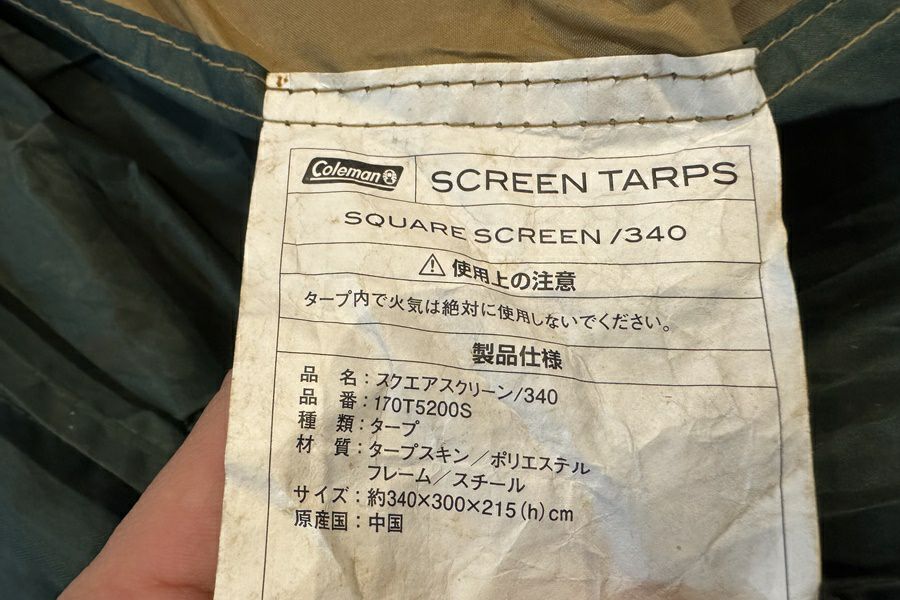 Coleman
SCREEN TARPS
SQUARE SCREEN /340
⚠ 使用上の注意
タープ内で火気は絶対に使用しないでください。
製品仕様
品　名：スクエアスクリーン/340
品　番：170T5200S
種　類：タープ
材　質：タープスキン／ポリエステル
フレーム／スチール
サイズ：約340×300×215(h)cm
原産国：中国